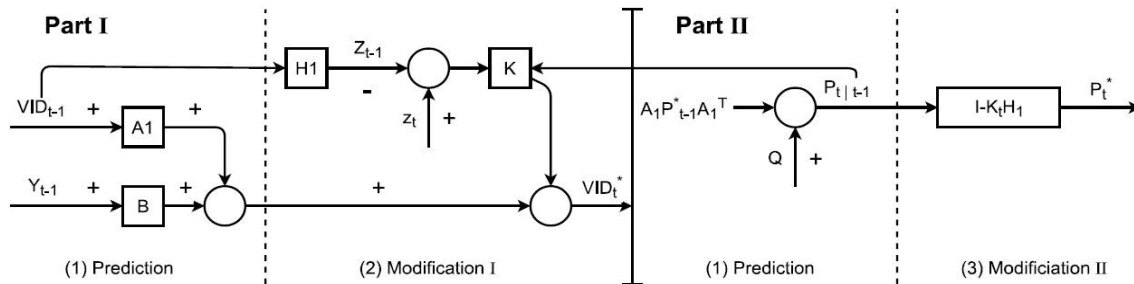 Part I
Part II
VID_{t-1}
+
+
A1
Y_{t-1}
+
+
B
(1) Prediction
H1
Z_{t-1}
-
z_t
+
K
+
VID_t^*
(2) Modification I
A_1P^*_{t-1}A_1^T
Q
+
P_{t | t-1}
(1) Prediction
I-K_tH_1
P_t^*
(3) Modificiation II